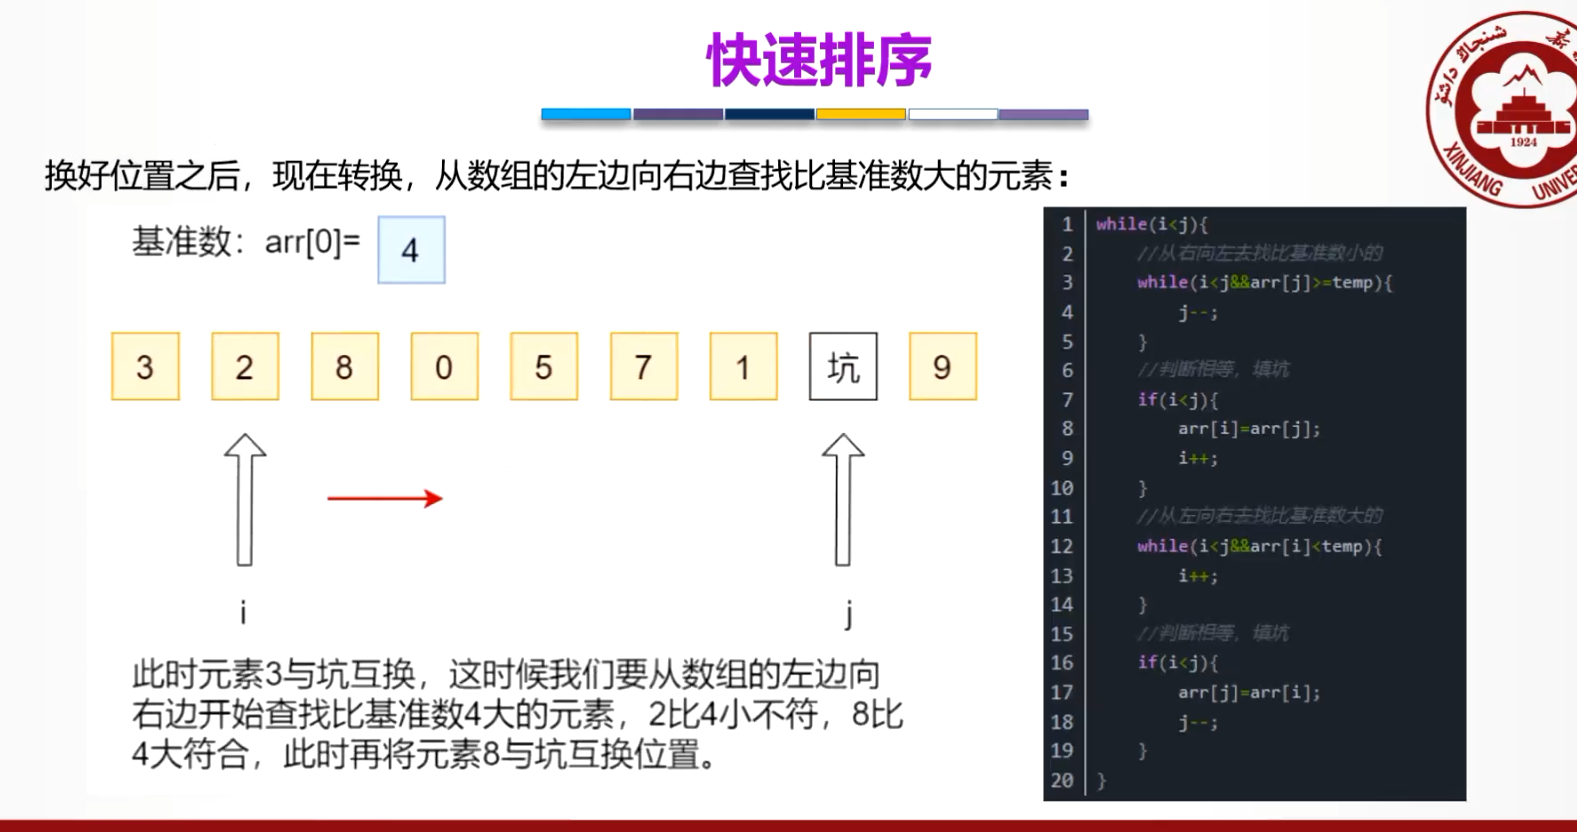 快速排序
1924
XINJIANG UNIVE
换好位置之后，现在转换，从数组的左边向右边查找比基准数大的元素：
基准数：arr[0]= 4
3 2 8 0 5 7 1 坑 9
i j
此时元素3与坑互换，这时候我们要从数组的左边向
右边开始查找比基准数4大的元素，2比4小不符，8比
4大符合，此时再将元素8与坑互换位置。
1 while(i<j){
2 //从右向左去找比基准数小的
3 while(i<j&&arr[j]>=temp){
4 j--;
5 }
6 //判断相等，填坑
7 if(i<j){
8 arr[i]=arr[j];
9 i++;
10 }
11 //从左向右去找比基准数大的
12 while(i<j&&arr[i]<temp){
13 i++;
14 }
15 //判断相等，填坑
16 if(i<j){
17 arr[j]=arr[i];
18 j--;
19 }
20 }